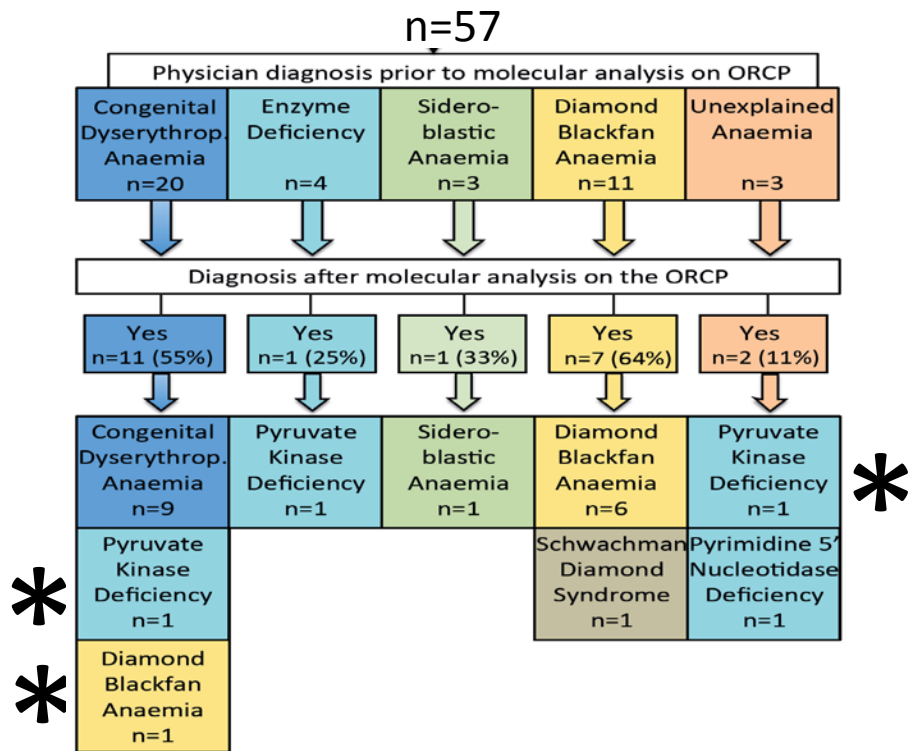 n=57
Physician diagnosis prior to molecular analysis on ORCP
Congenital
Dyserythrop.
Anaemia
n=20
Enzyme
Deficiency
n=4
Sidero-
blastic
Anaemia
n=3
Diamond
Blackfan
Anaemia
n=11
Unexplained
Anaemia
n=3
Diagnosis after molecular analysis on the ORCP
Yes
n=11 (55%)
Yes
n=1 (25%)
Yes
n=1 (33%)
Yes
n=7 (64%)
Yes
n=2 (11%)
Congenital
Dyserythrop.
Anaemia
n=9
Pyruvate
Kinase
Deficiency
n=1
Sidero-
blastic
Anaemia
n=1
Diamond
Blackfan
Anaemia
n=6
Pyruvate
Kinase
Deficiency
n=1
*
*
Pyruvate
Kinase
Deficiency
n=1
Schwachman
Diamond
Syndrome
n=1
Pyrimidine 5′
Nucleotidase
Deficiency
n=1
*
Diamond
Blackfan
Anaemia
n=1